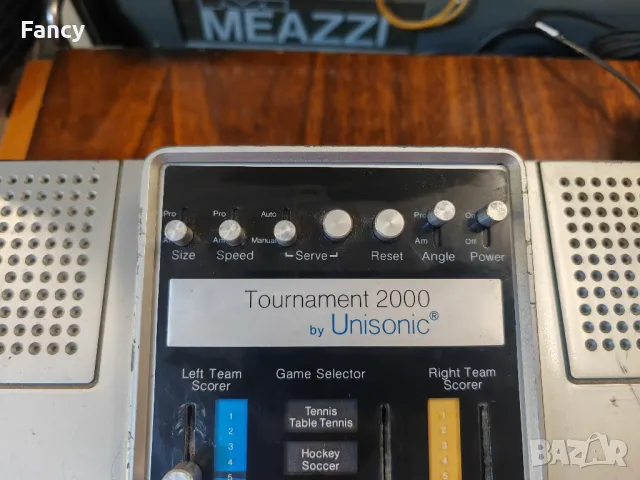 Fancy
MEAZZI
Pro Pro Auto Pro On
Am Am Manual Am Off
Size Speed Serve Reset Angle Power
Tournament 2000
by Unisonic®
Left Team Scorer Game Selector Right Team Scorer
1 1
2 Tennis 2
3 Table Tennis 3
4 Hockey 4
5 Soccer 5
BAZAR